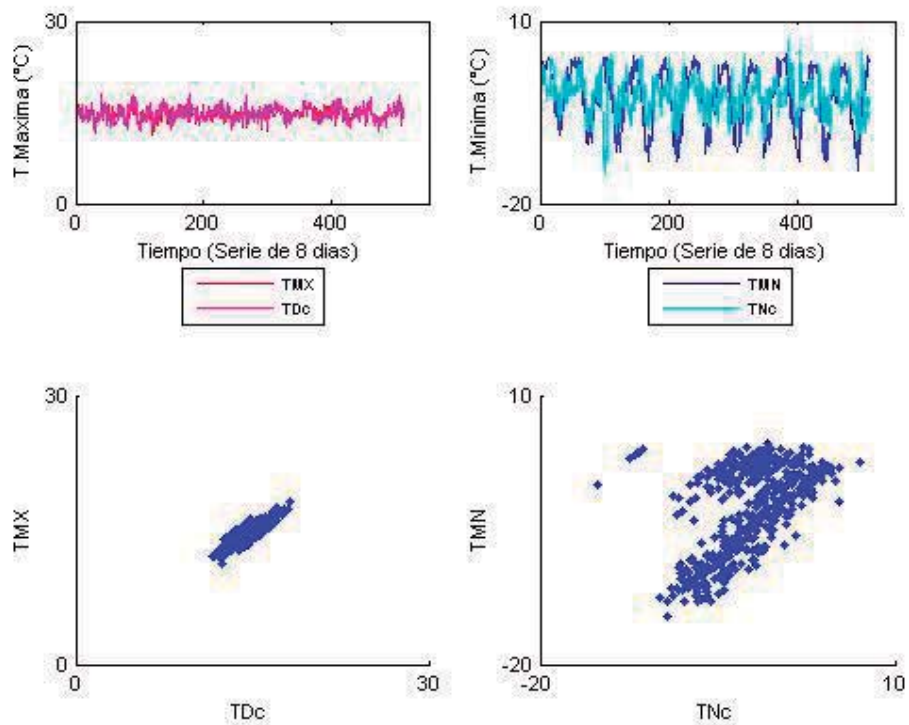 30
T.Maxima (°C)
0
0
200
400
Tiempo (Serie de 8 dias)
TMX
TDc
10
T.Minima (°C)
-20
0
200
400
Tiempo (Serie de 8 dias)
TMN
TNc
30
TMX
0
0
30
TDc
10
TMN
-20
-20
10
TNc